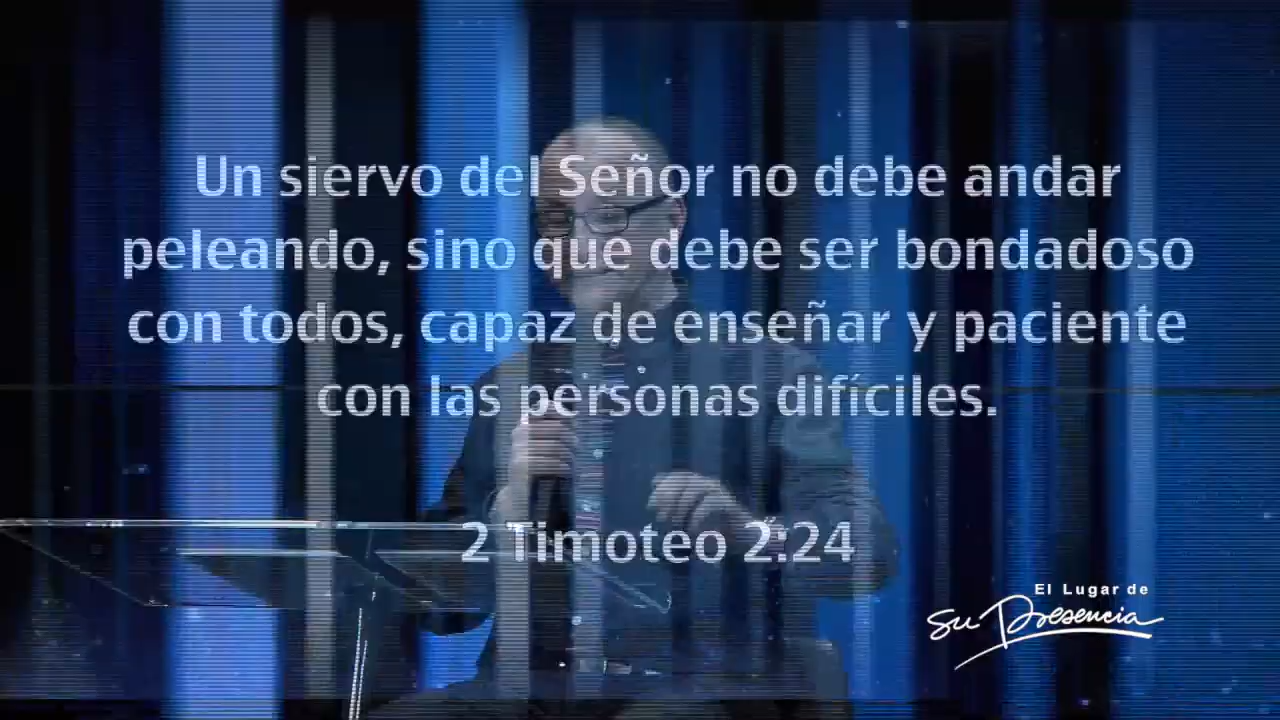 Un siervo del Señor no debe andar
peleando, sino que debe ser bondadoso
con todos, capaz de enseñar y paciente
con las personas difíciles.
2 Timoteo 2:24
El Lugar de
Su Presencia